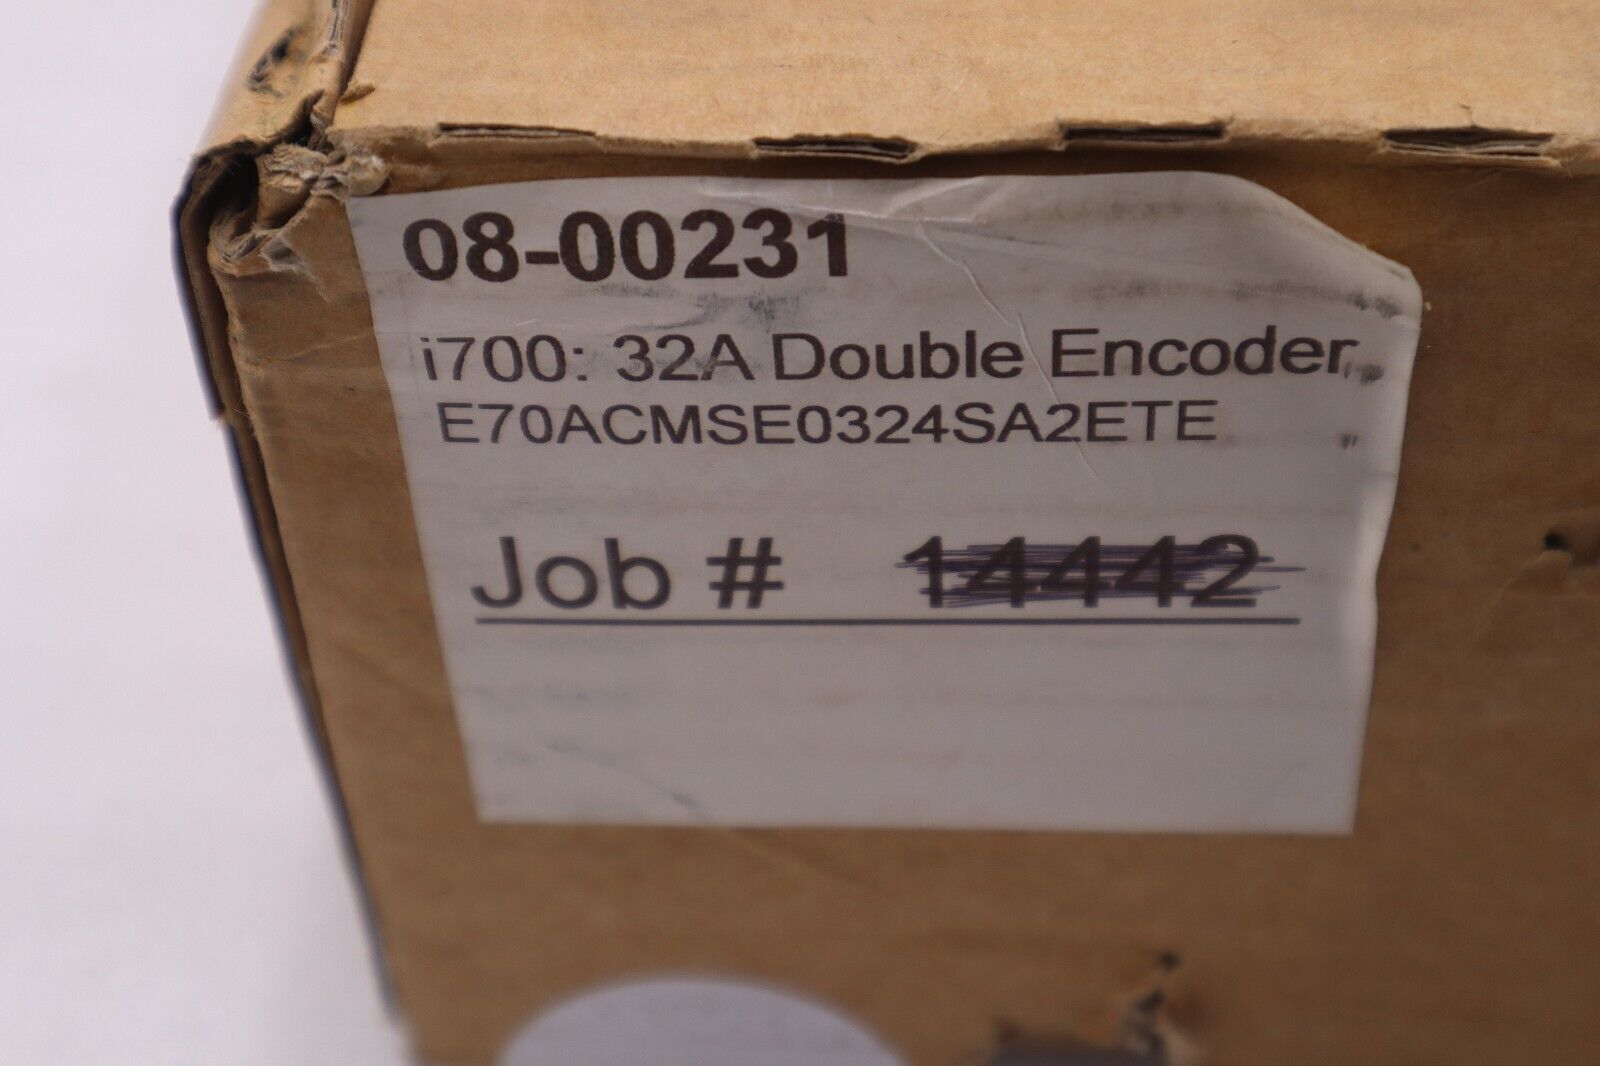 08-00231
i700: 32A Double Encoder,
E70ACMSE0324SA2ETE
Job # 14442